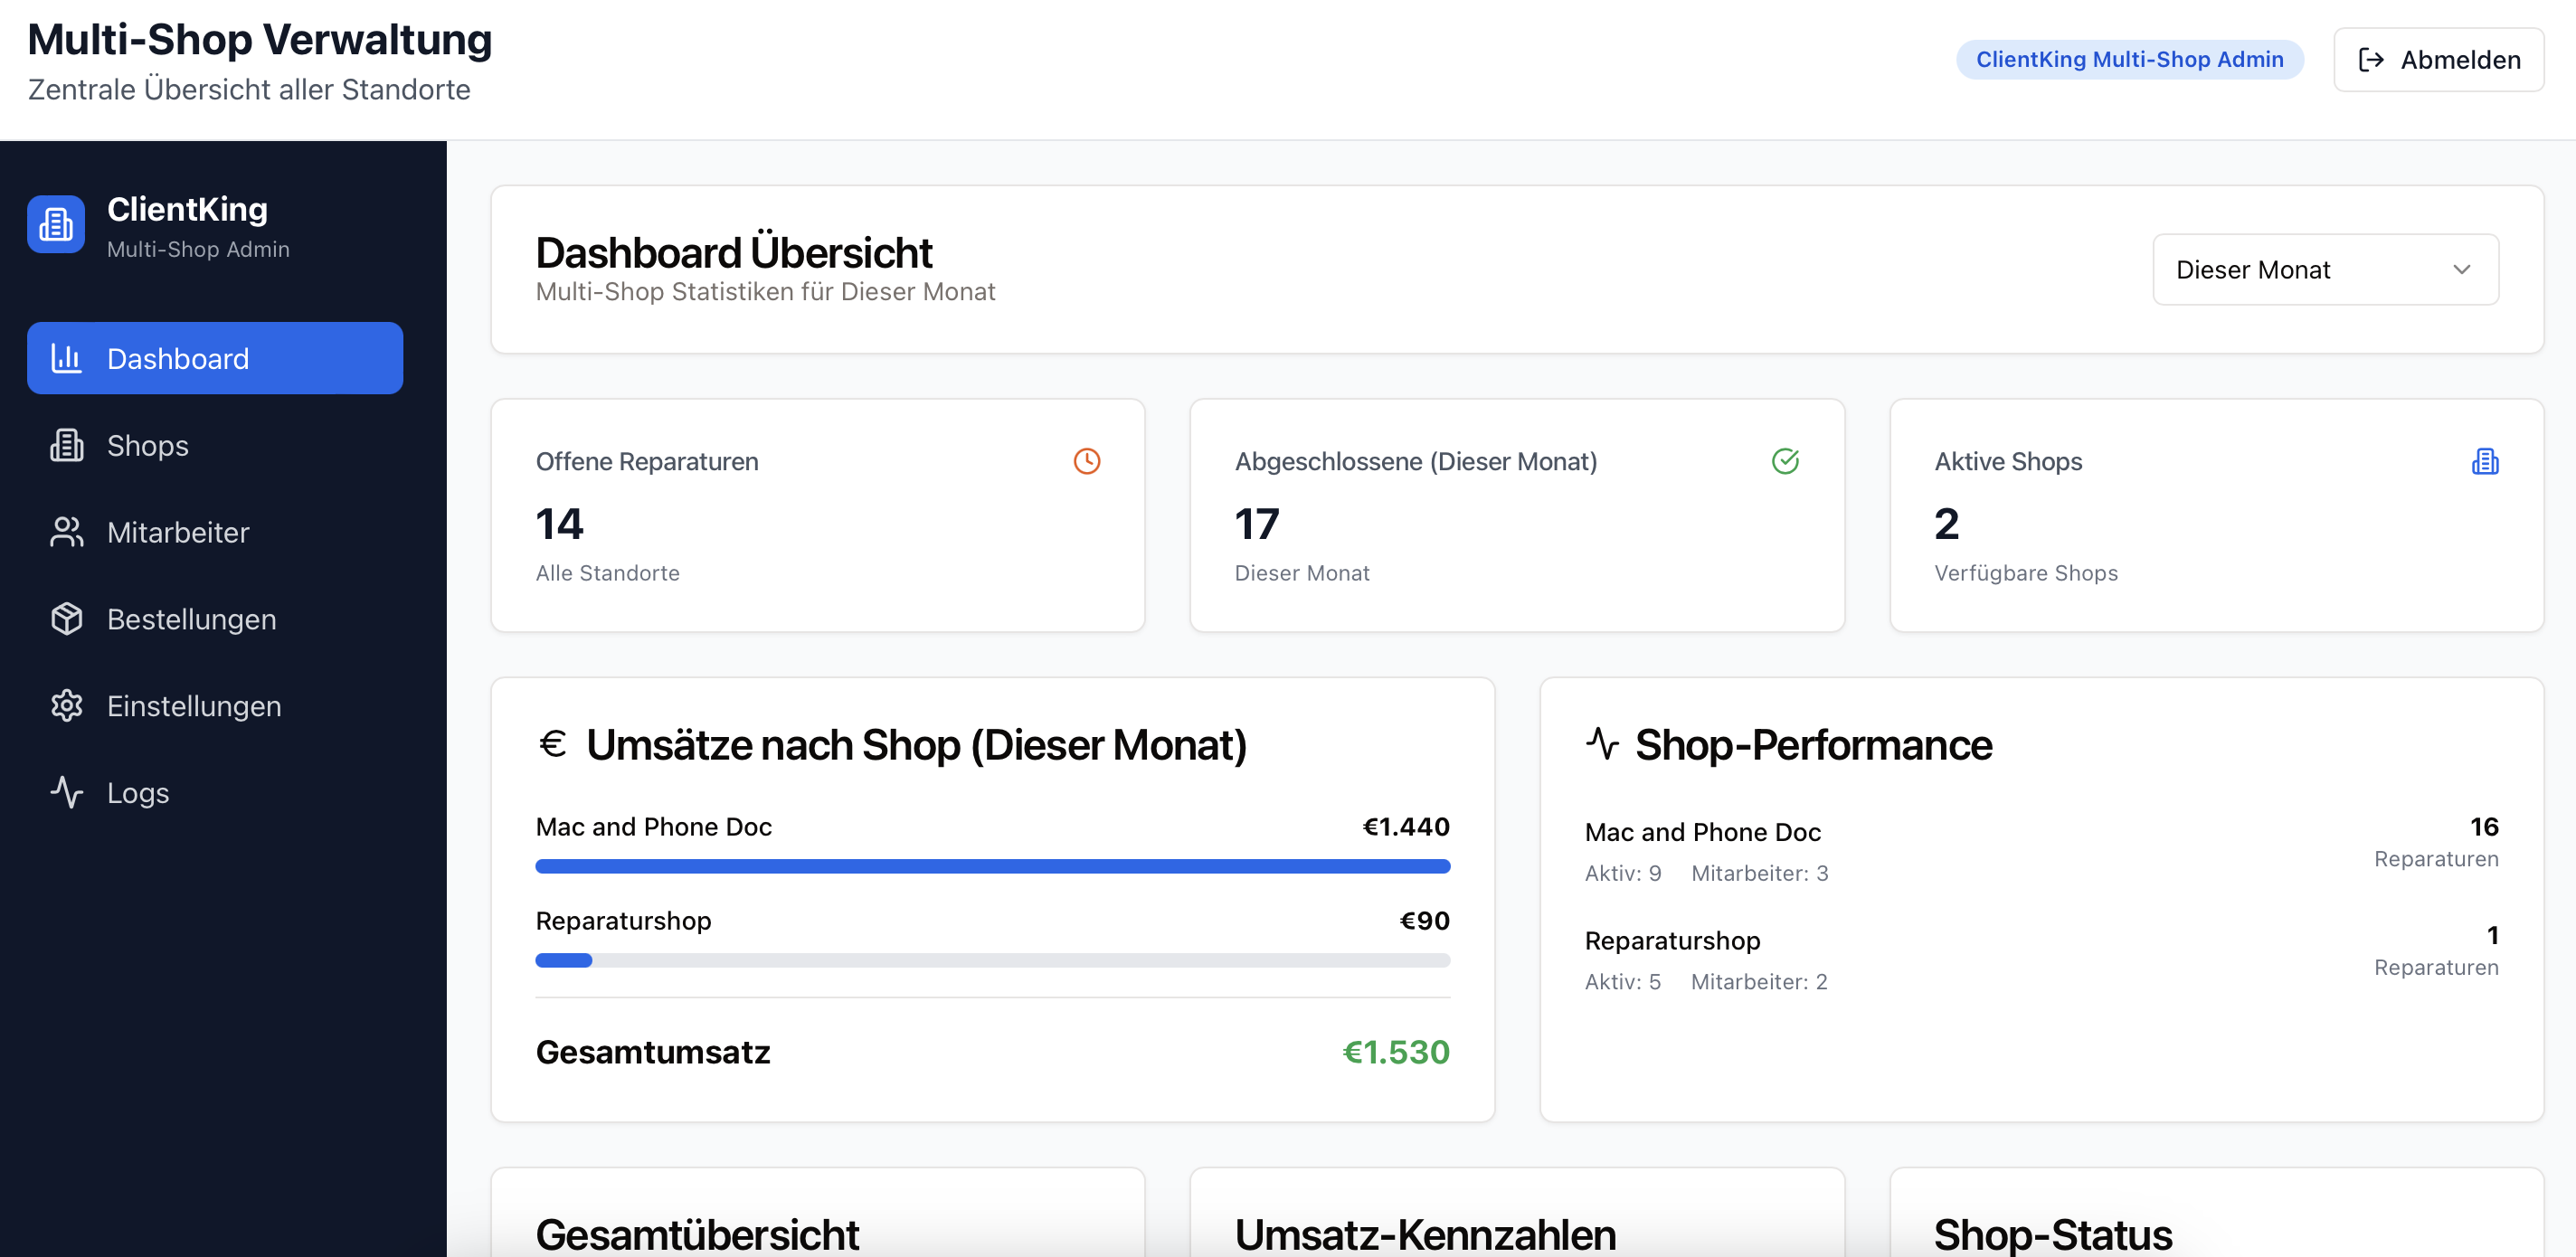 Multi-Shop Verwaltung
Zentrale Übersicht aller Standorte
ClientKing Multi-Shop Admin
Abmelden
ClientKing
Multi-Shop Admin
Dashboard
Shops
Mitarbeiter
Bestellungen
Einstellungen
Logs
Dashboard Übersicht
Multi-Shop Statistiken für Dieser Monat
Dieser Monat
Offene Reparaturen
14
Alle Standorte
Abgeschlossene (Dieser Monat)
17
Dieser Monat
Aktive Shops
2
Verfügbare Shops
€ Umsätze nach Shop (Dieser Monat)
Mac and Phone Doc €1.440
Reparaturshop €90
Gesamtumsatz €1.530
Shop-Performance
Mac and Phone Doc 16
Aktiv: 9 Mitarbeiter: 3 Reparaturen
Reparaturshop 1
Aktiv: 5 Mitarbeiter: 2 Reparaturen
Gesamtübersicht
Umsatz-Kennzahlen
Shop-Status